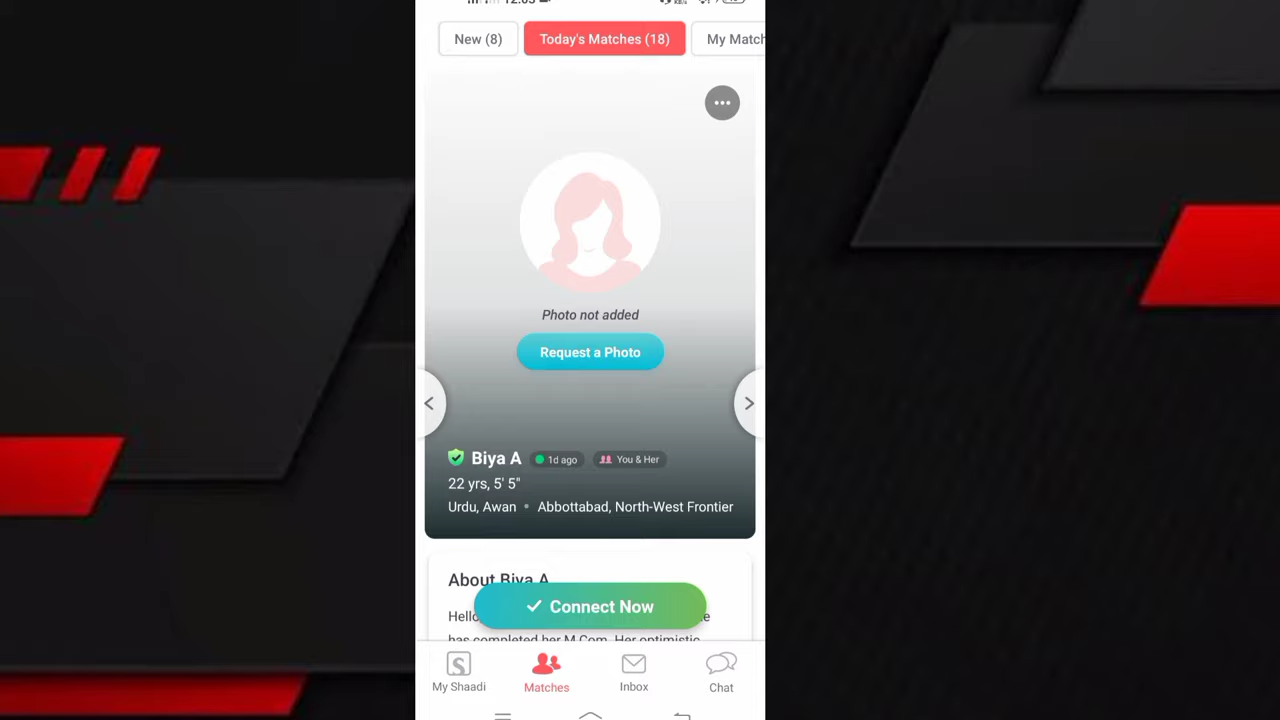 New (8)
Today's Matches (18)
My Match
Photo not added
Request a Photo
Biya A
1d ago
You & Her
22 yrs, 5' 5"
Urdu, Awan • Abbottabad, North-West Frontier
About Biya A
Connect Now
has completed her M.Com. Her optimistic
My Shaadi
Matches
Inbox
Chat